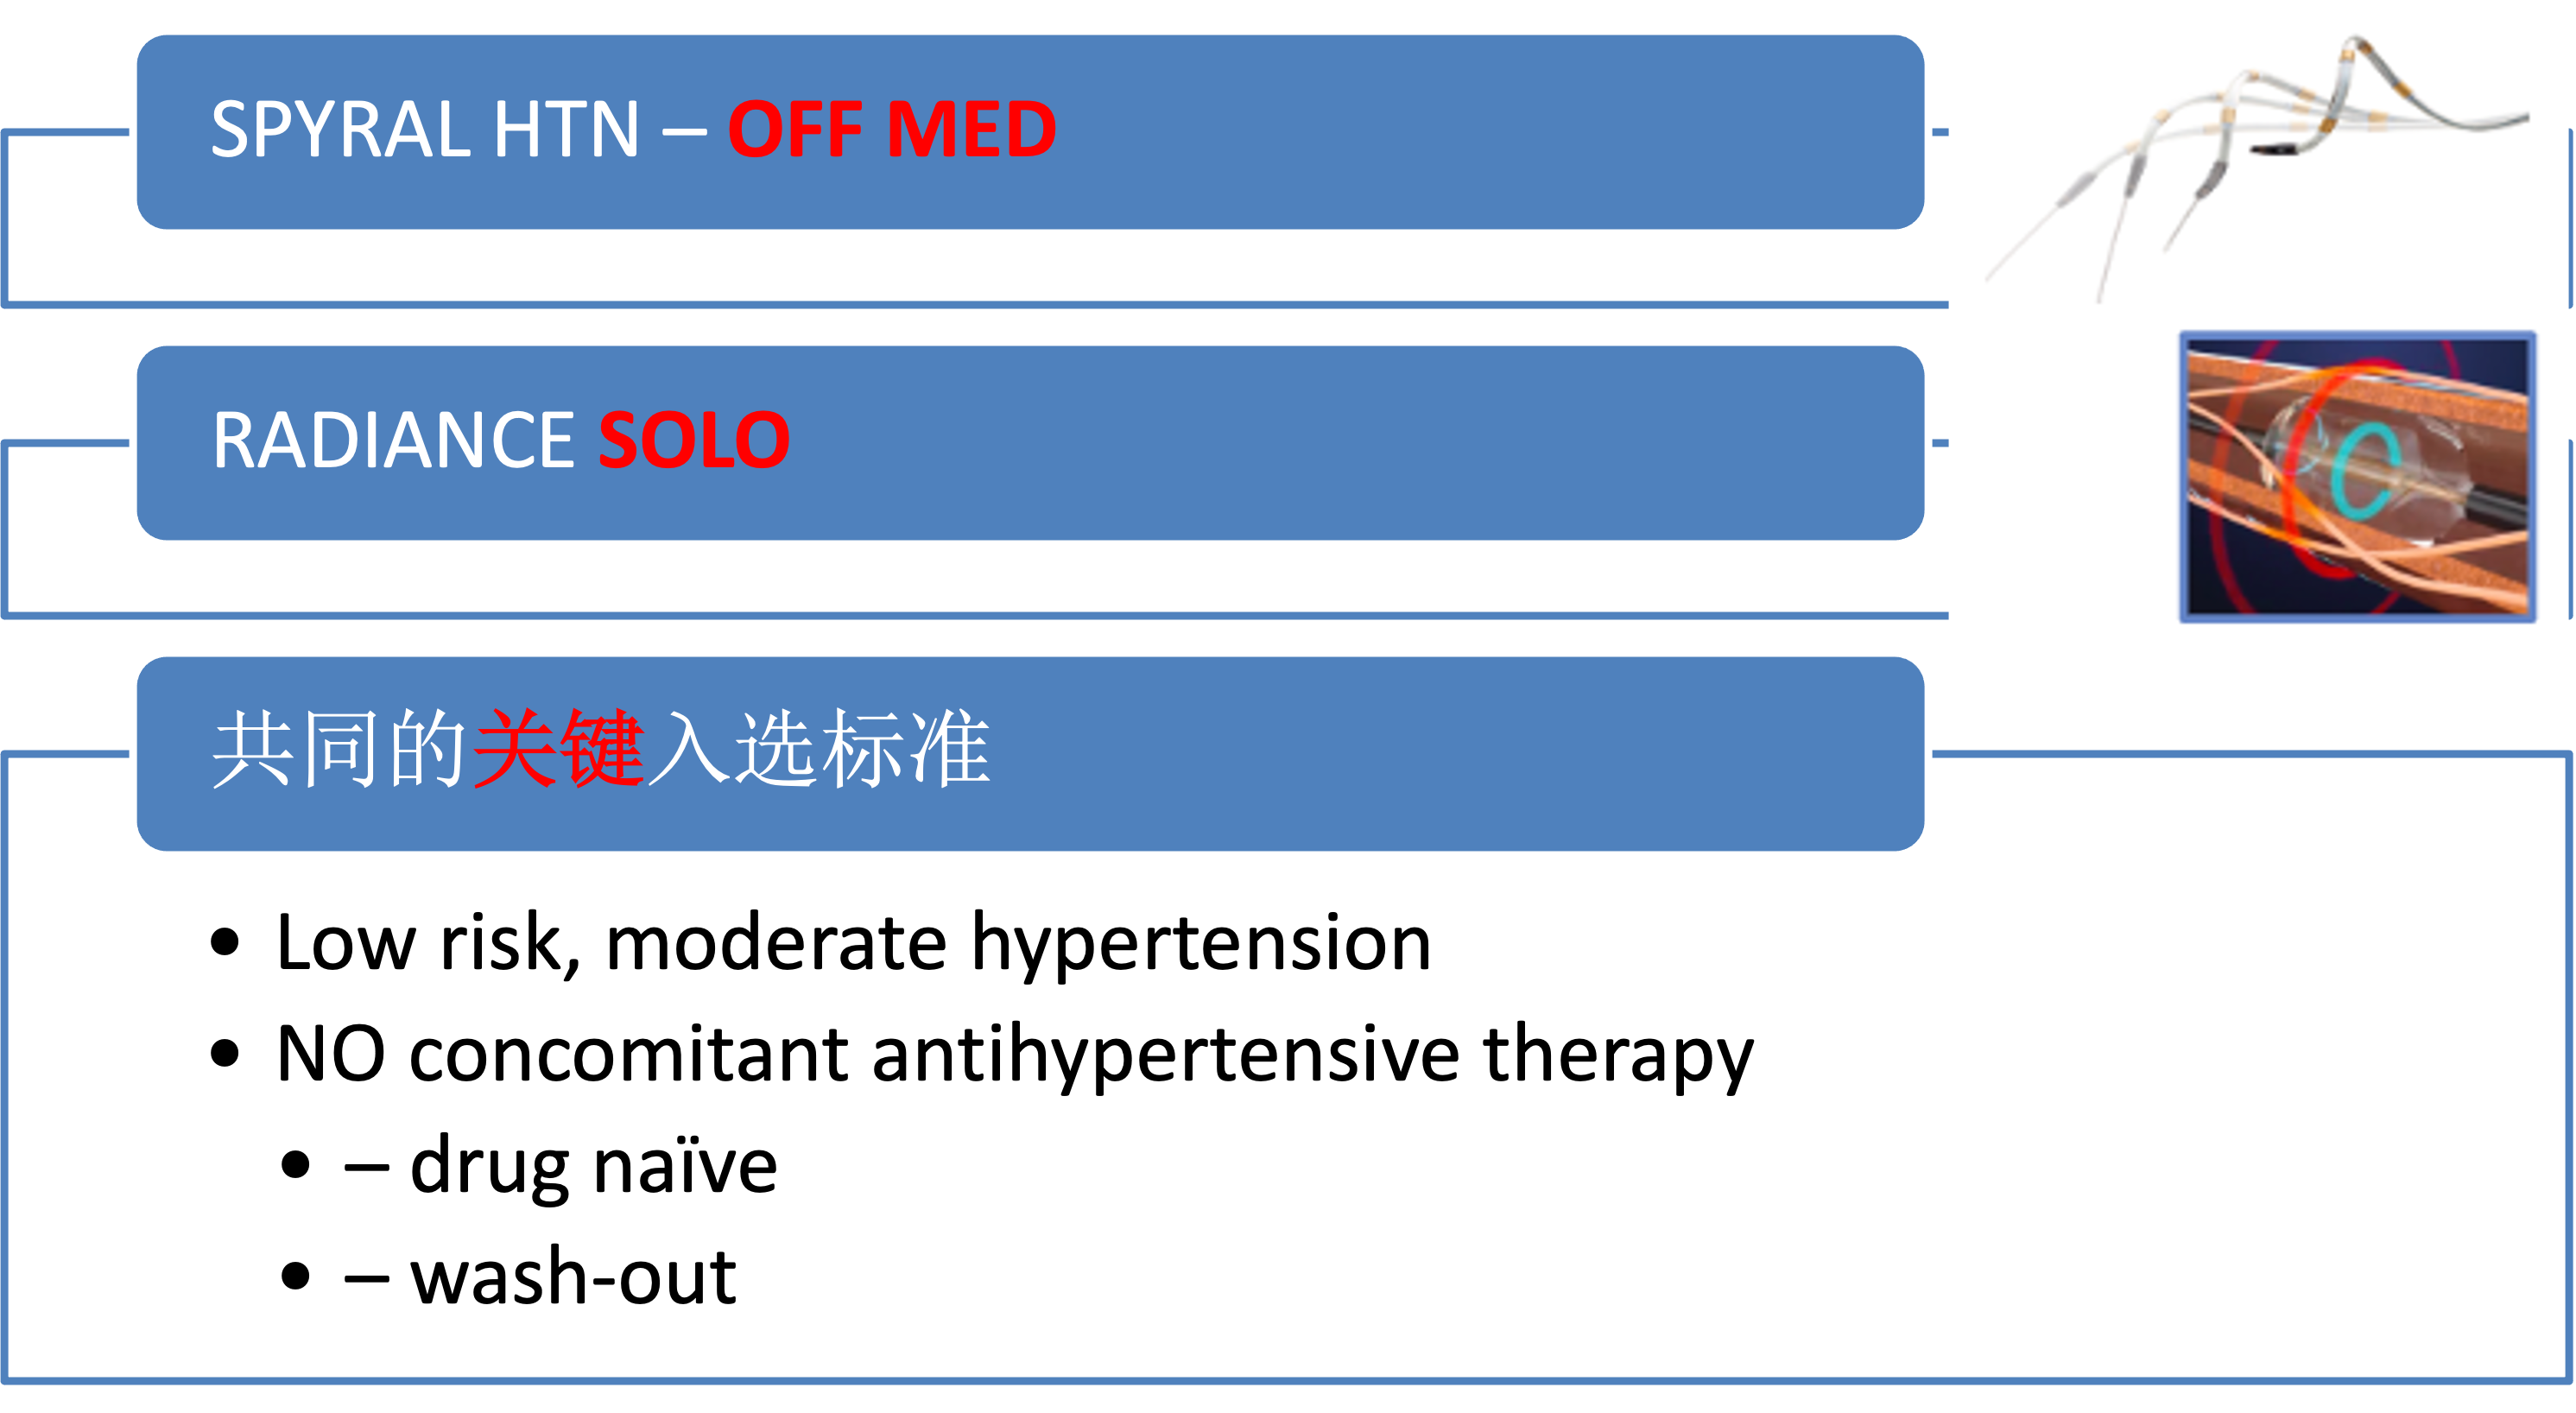 SPYRAL HTN – OFF MED
RADIANCE SOLO
共同的关键入选标准
• Low risk, moderate hypertension
• NO concomitant antihypertensive therapy
• – drug naïve
• – wash-out